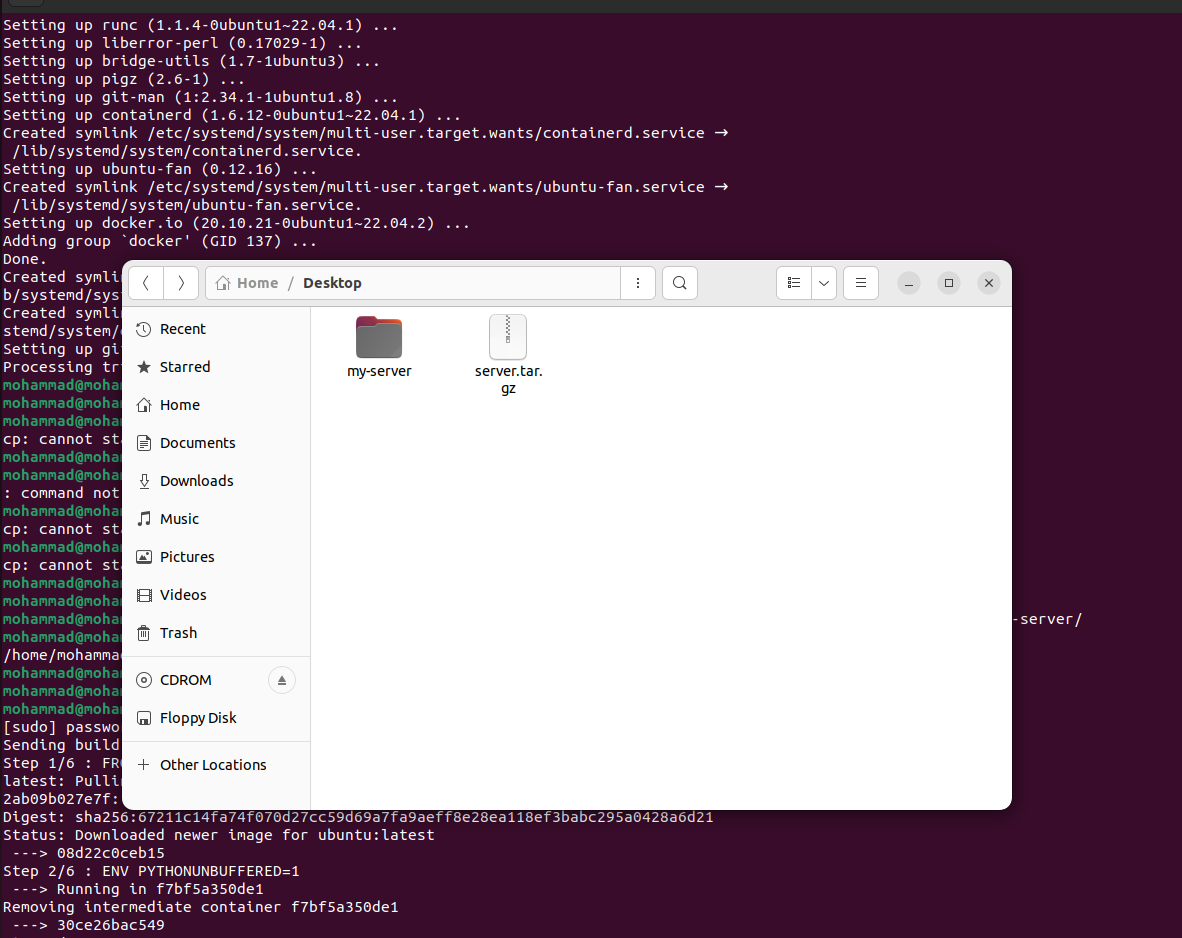 Setting up runc (1.1.4-0ubuntu1~22.04.1) ...
Setting up liberror-perl (0.17029-1) ...
Setting up bridge-utils (1.7-1ubuntu3) ...
Setting up pigz (2.6-1) ...
Setting up git-man (1:2.34.1-1ubuntu1.8) ...
Setting up containerd (1.6.12-0ubuntu1~22.04.1) ...
Created symlink /etc/systemd/system/multi-user.target.wants/containerd.service →
/lib/systemd/system/containerd.service.
Setting up ubuntu-fan (0.12.16) ...
Created symlink /etc/systemd/system/multi-user.target.wants/ubuntu-fan.service →
/lib/systemd/system/ubuntu-fan.service.
Setting up docker.io (20.10.21-0ubuntu1~22.04.2) ...
Adding group `docker' (GID 137) ...
Done.
Created symlin
b/systemd/sys
Created symlin
stemd/system/
Setting up gi
Processing tr
mohammad@moha
mohammad@moha
mohammad@moha
cp: cannot sta
mohammad@moha
mohammad@moha
: command not
mohammad@moha
cp: cannot sta
mohammad@moha
cp: cannot sta
mohammad@moha
mohammad@moha
mohammad@moha
-server/
mohammad@moha
/home/mohamma
mohammad@moha
mohammad@moha
mohammad@moha
[sudo] passwo
Sending build
Step 1/6 : FRO
latest: Pullin
2ab09b027e7f:
Home / Desktop
Recent
Starred
Home
Documents
Downloads
Music
Pictures
Videos
Trash
CDROM
Floppy Disk
Other Locations
my-server
server.tar.
gz
Digest: sha256:67211c14fa74f070d27cc59d69a7fa9aeff8e28ea118ef3babc295a0428a6d21
Status: Downloaded newer image for ubuntu:latest
---> 08d22c0ceb15
Step 2/6 : ENV PYTHONUNBUFFERED=1
---> Running in f7bf5a350de1
Removing intermediate container f7bf5a350de1
---> 30ce26bac549